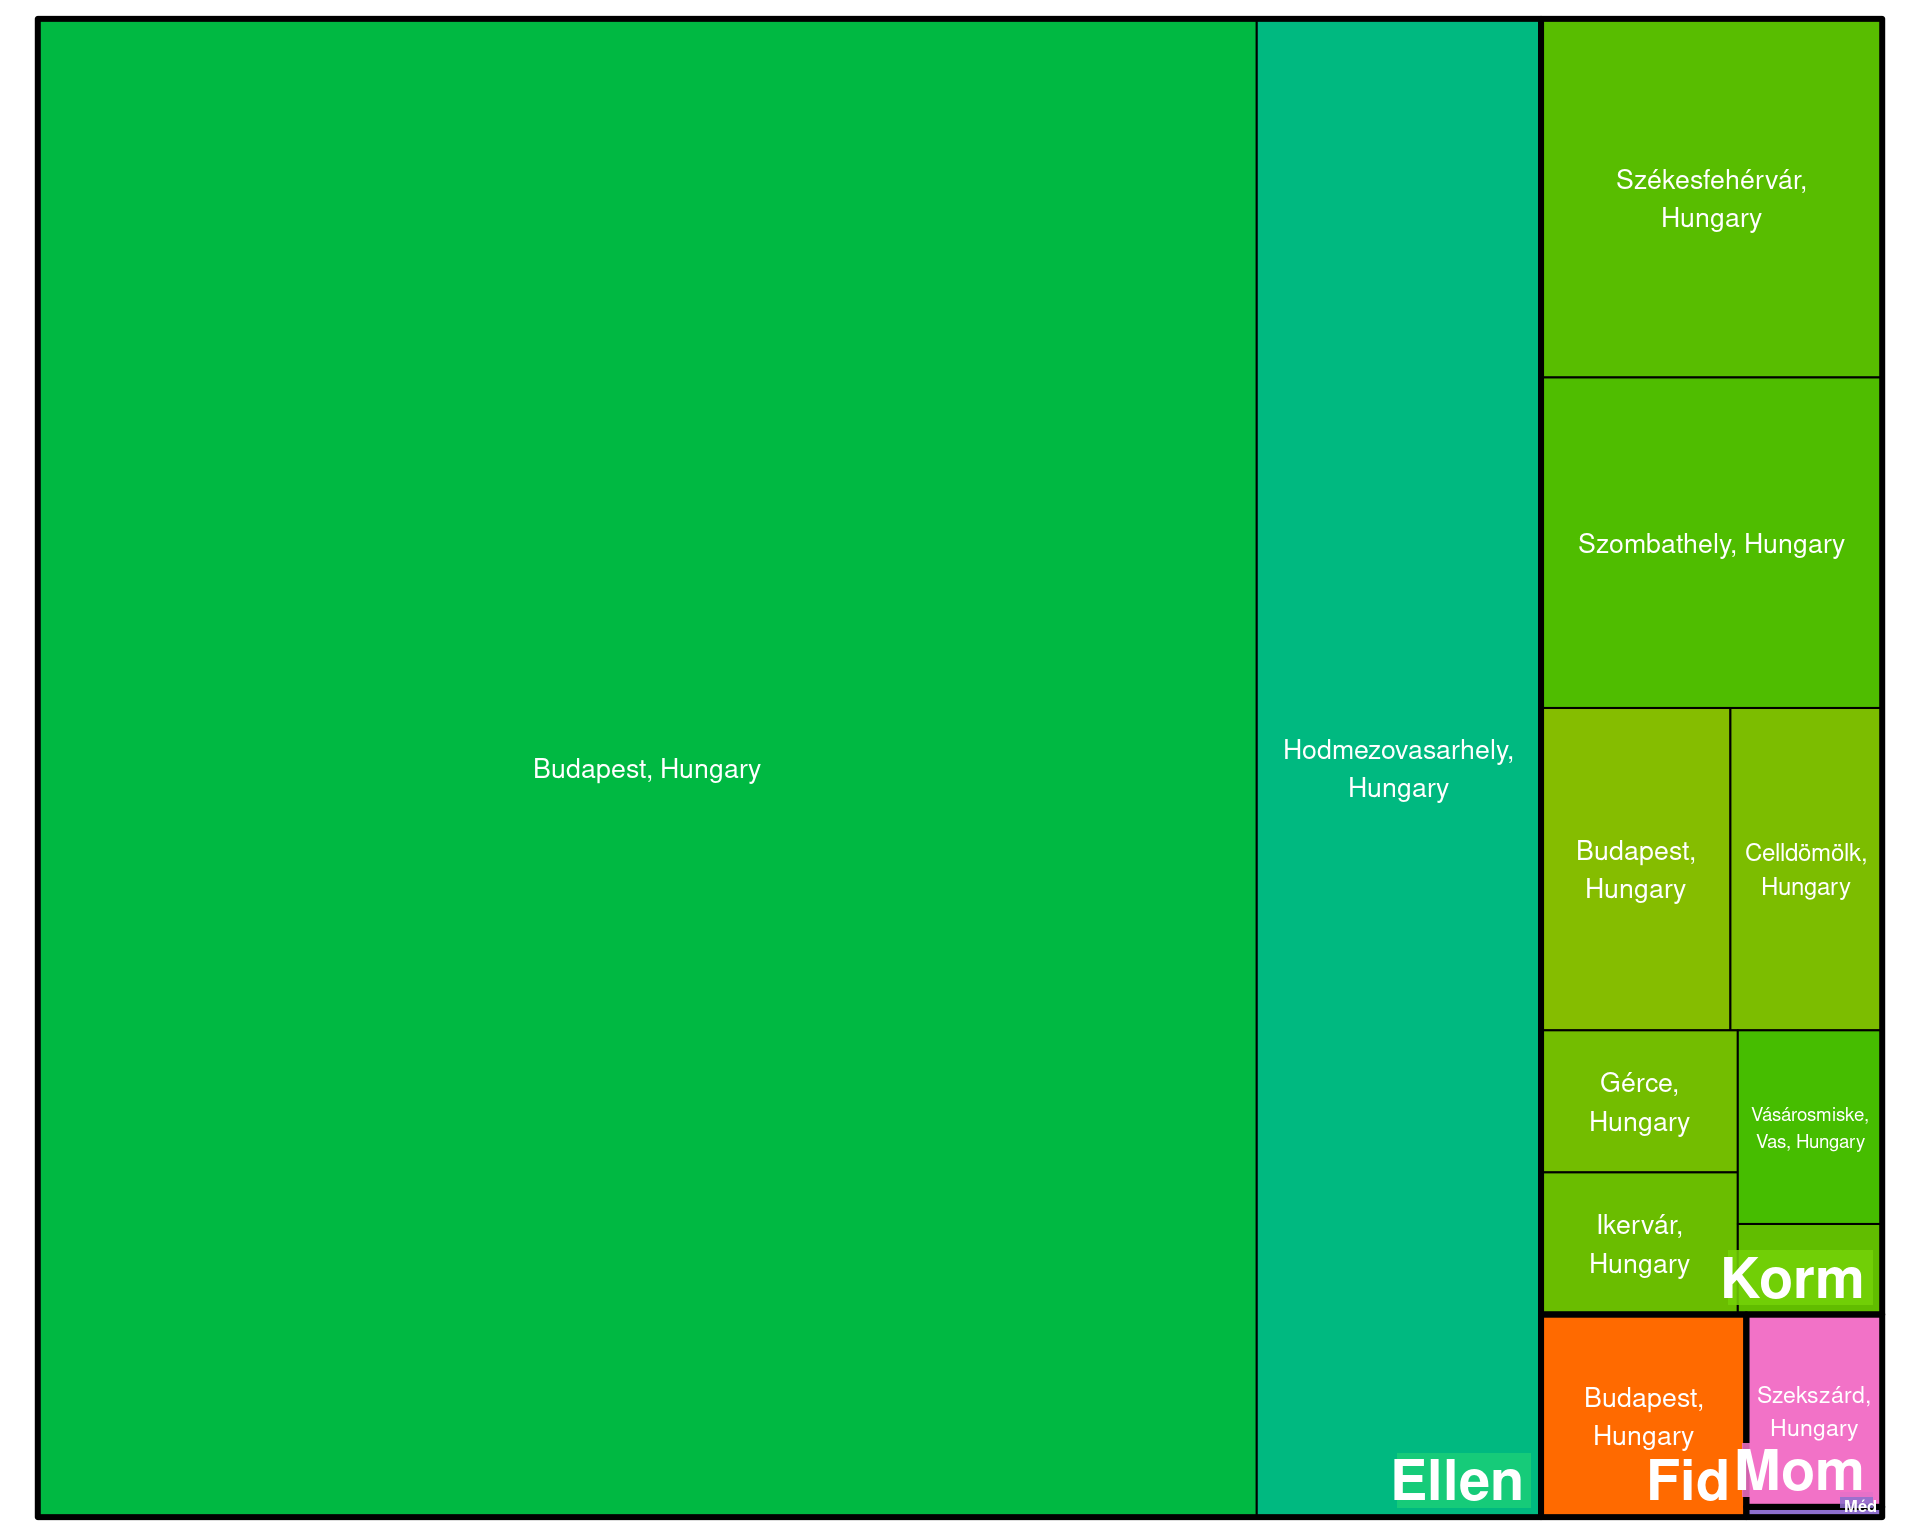 Budapest, Hungary
Hodmezovasarhely,
Hungary
Ellen
Székesfehérvár,
Hungary
Szombathely, Hungary
Budapest,
Hungary
Celldömölk,
Hungary
Gérce,
Hungary
Vásárosmiske,
Vas, Hungary
Ikervár,
Hungary
Korm
Budapest,
Hungary
Fid
Szekszárd,
Hungary
Mom
Méd